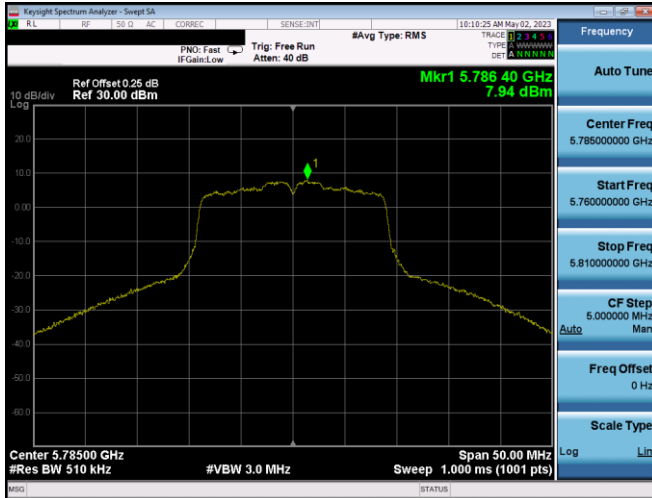 Keysight Spectrum Analyzer - Swept SA
RL RF 50 Ω AC CORREC SENSE:INT 10:10:25 AM May 02, 2023
#Avg Type: RMS TRACE 1 2 3 4 5 6
PNO: Fast Trig: Free Run TYPE A WWWWW
IFGain:Low Atten: 40 dB DET A N N N N N
Mkr1 5.786 40 GHz
Ref Offset 0.25 dB
10 dB/div Ref 30.00 dBm 7.94 dBm
Log
1
20.0
10.0
0.00
-10.0
-20.0
-30.0
-40.0
-50.0
-60.0
Center 5.78500 GHz Span 50.00 MHz
#Res BW 510 kHz #VBW 3.0 MHz Sweep 1.000 ms (1001 pts)
MSG STATUS
Frequency
Auto Tune
Center Freq
5.785000000 GHz
Start Freq
5.760000000 GHz
Stop Freq
5.810000000 GHz
CF Step
5.000000 MHz
Auto Man
Freq Offset
0 Hz
Scale Type
Log Lin